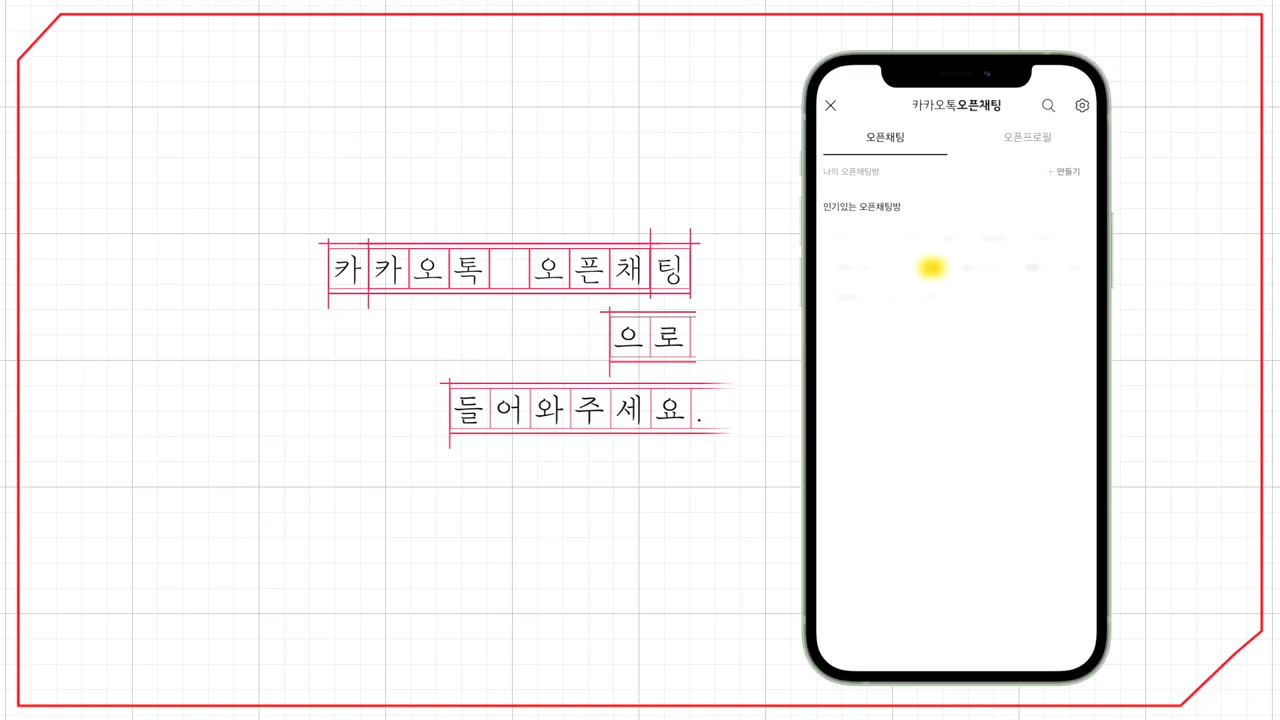 카카오톡 오픈채팅
으로
들어와주세요.
카카오톡오픈채팅
오픈채팅
오픈프로필
나의 오픈채팅방
+ 만들기
인기있는 오픈채팅방